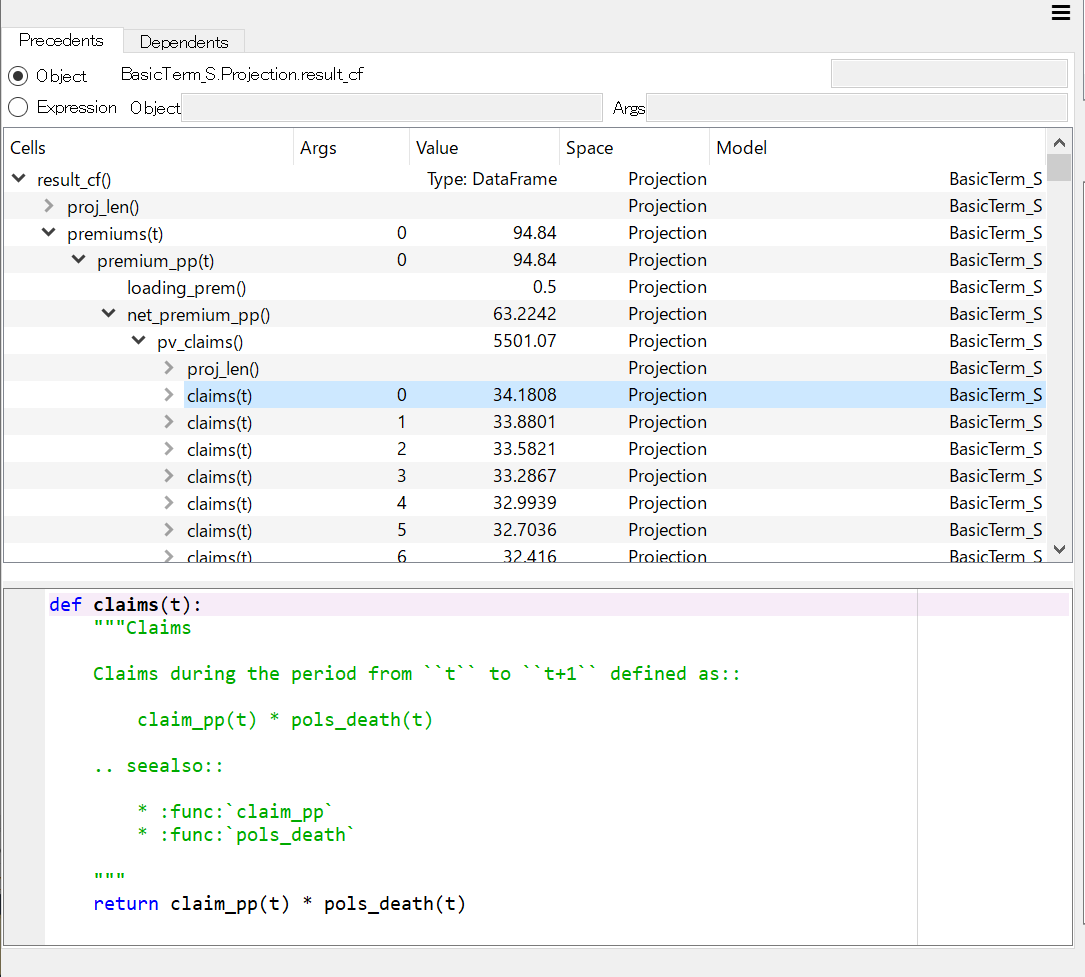 Precedents Dependents
Object BasicTerm_S.Projection.result_cf
Expression Object Args
Cells Args Value Space Model
result_cf() Type: DataFrame Projection BasicTerm_S
proj_len() Projection BasicTerm_S
premiums(t) 0 94.84 Projection BasicTerm_S
premium_pp(t) 0 94.84 Projection BasicTerm_S
loading_prem() 0.5 Projection BasicTerm_S
net_premium_pp() 63.2242 Projection BasicTerm_S
pv_claims() 5501.07 Projection BasicTerm_S
proj_len() Projection BasicTerm_S
claims(t) 0 34.1808 Projection BasicTerm_S
claims(t) 1 33.8801 Projection BasicTerm_S
claims(t) 2 33.5821 Projection BasicTerm_S
claims(t) 3 33.2867 Projection BasicTerm_S
claims(t) 4 32.9939 Projection BasicTerm_S
claims(t) 5 32.7036 Projection BasicTerm_S
claims(t) 6 32.416 Projection BasicTerm_S
def claims(t):
"""Claims
Claims during the period from ``t`` to ``t+1`` defined as::
claim_pp(t) * pols_death(t)
.. seealso::
* :func:`claim_pp`
* :func:`pols_death`
"""
return claim_pp(t) * pols_death(t)